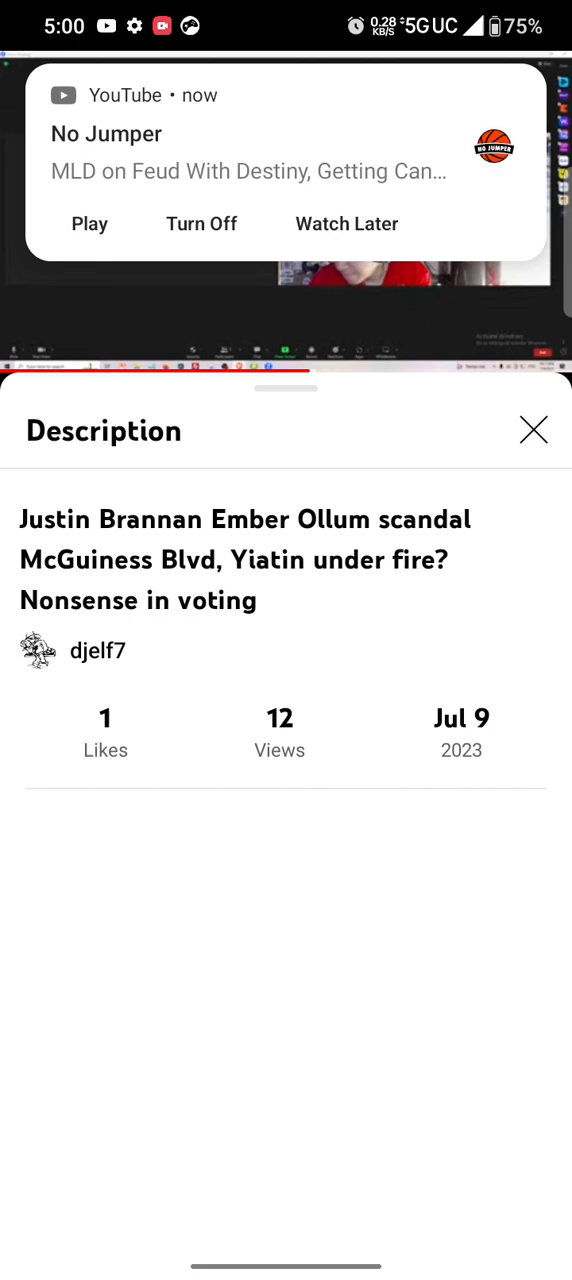 5:00
0.28 KB/S 5G UC 75%
YouTube • now
No Jumper
NO JUMPER
MLD on Feud With Destiny, Getting Can...
Play Turn Off Watch Later
Description
Justin Brannan Ember Ollum scandal
McGuiness Blvd, Yiatin under fire?
Nonsense in voting
djelf7
1 12 Jul 9
Likes Views 2023